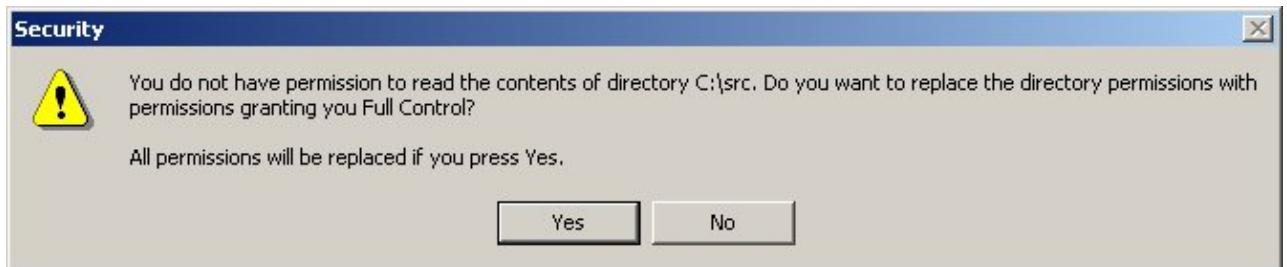 Security
You do not have permission to read the contents of directory C:\src. Do you want to replace the directory permissions with
permissions granting you Full Control?
All permissions will be replaced if you press Yes.
Yes
No